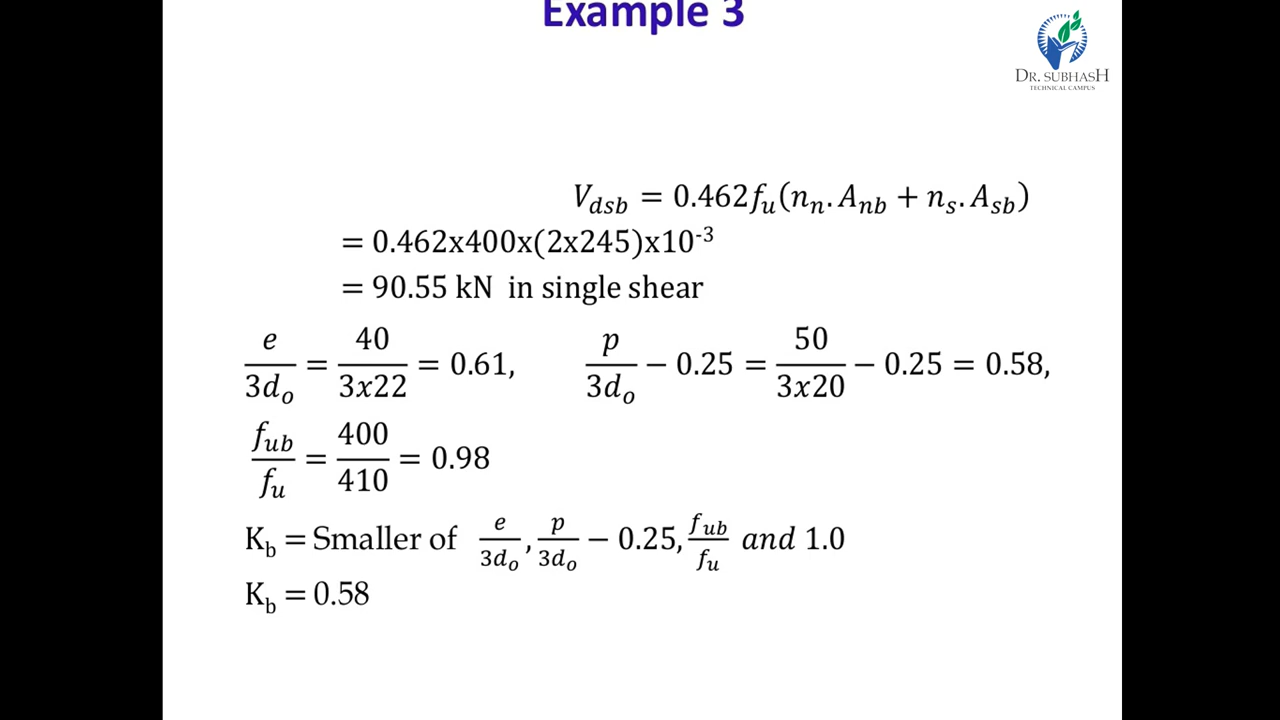 Example 3
DR. SUBHASH
TECHNICAL CAMPUS
V_dsb = 0.462f_u(n_n.A_nb + n_s.A_sb)
= 0.462x400x(2x245)x10^-3
= 90.55 kN in single shear
e/3d_o = 40/3x22 = 0.61, p/3d_o − 0.25 = 50/3x20 − 0.25 = 0.58,
f_ub/f_u = 400/410 = 0.98
K_b = Smaller of e/3d_o, p/3d_o − 0.25, f_ub/f_u and 1.0
K_b = 0.58